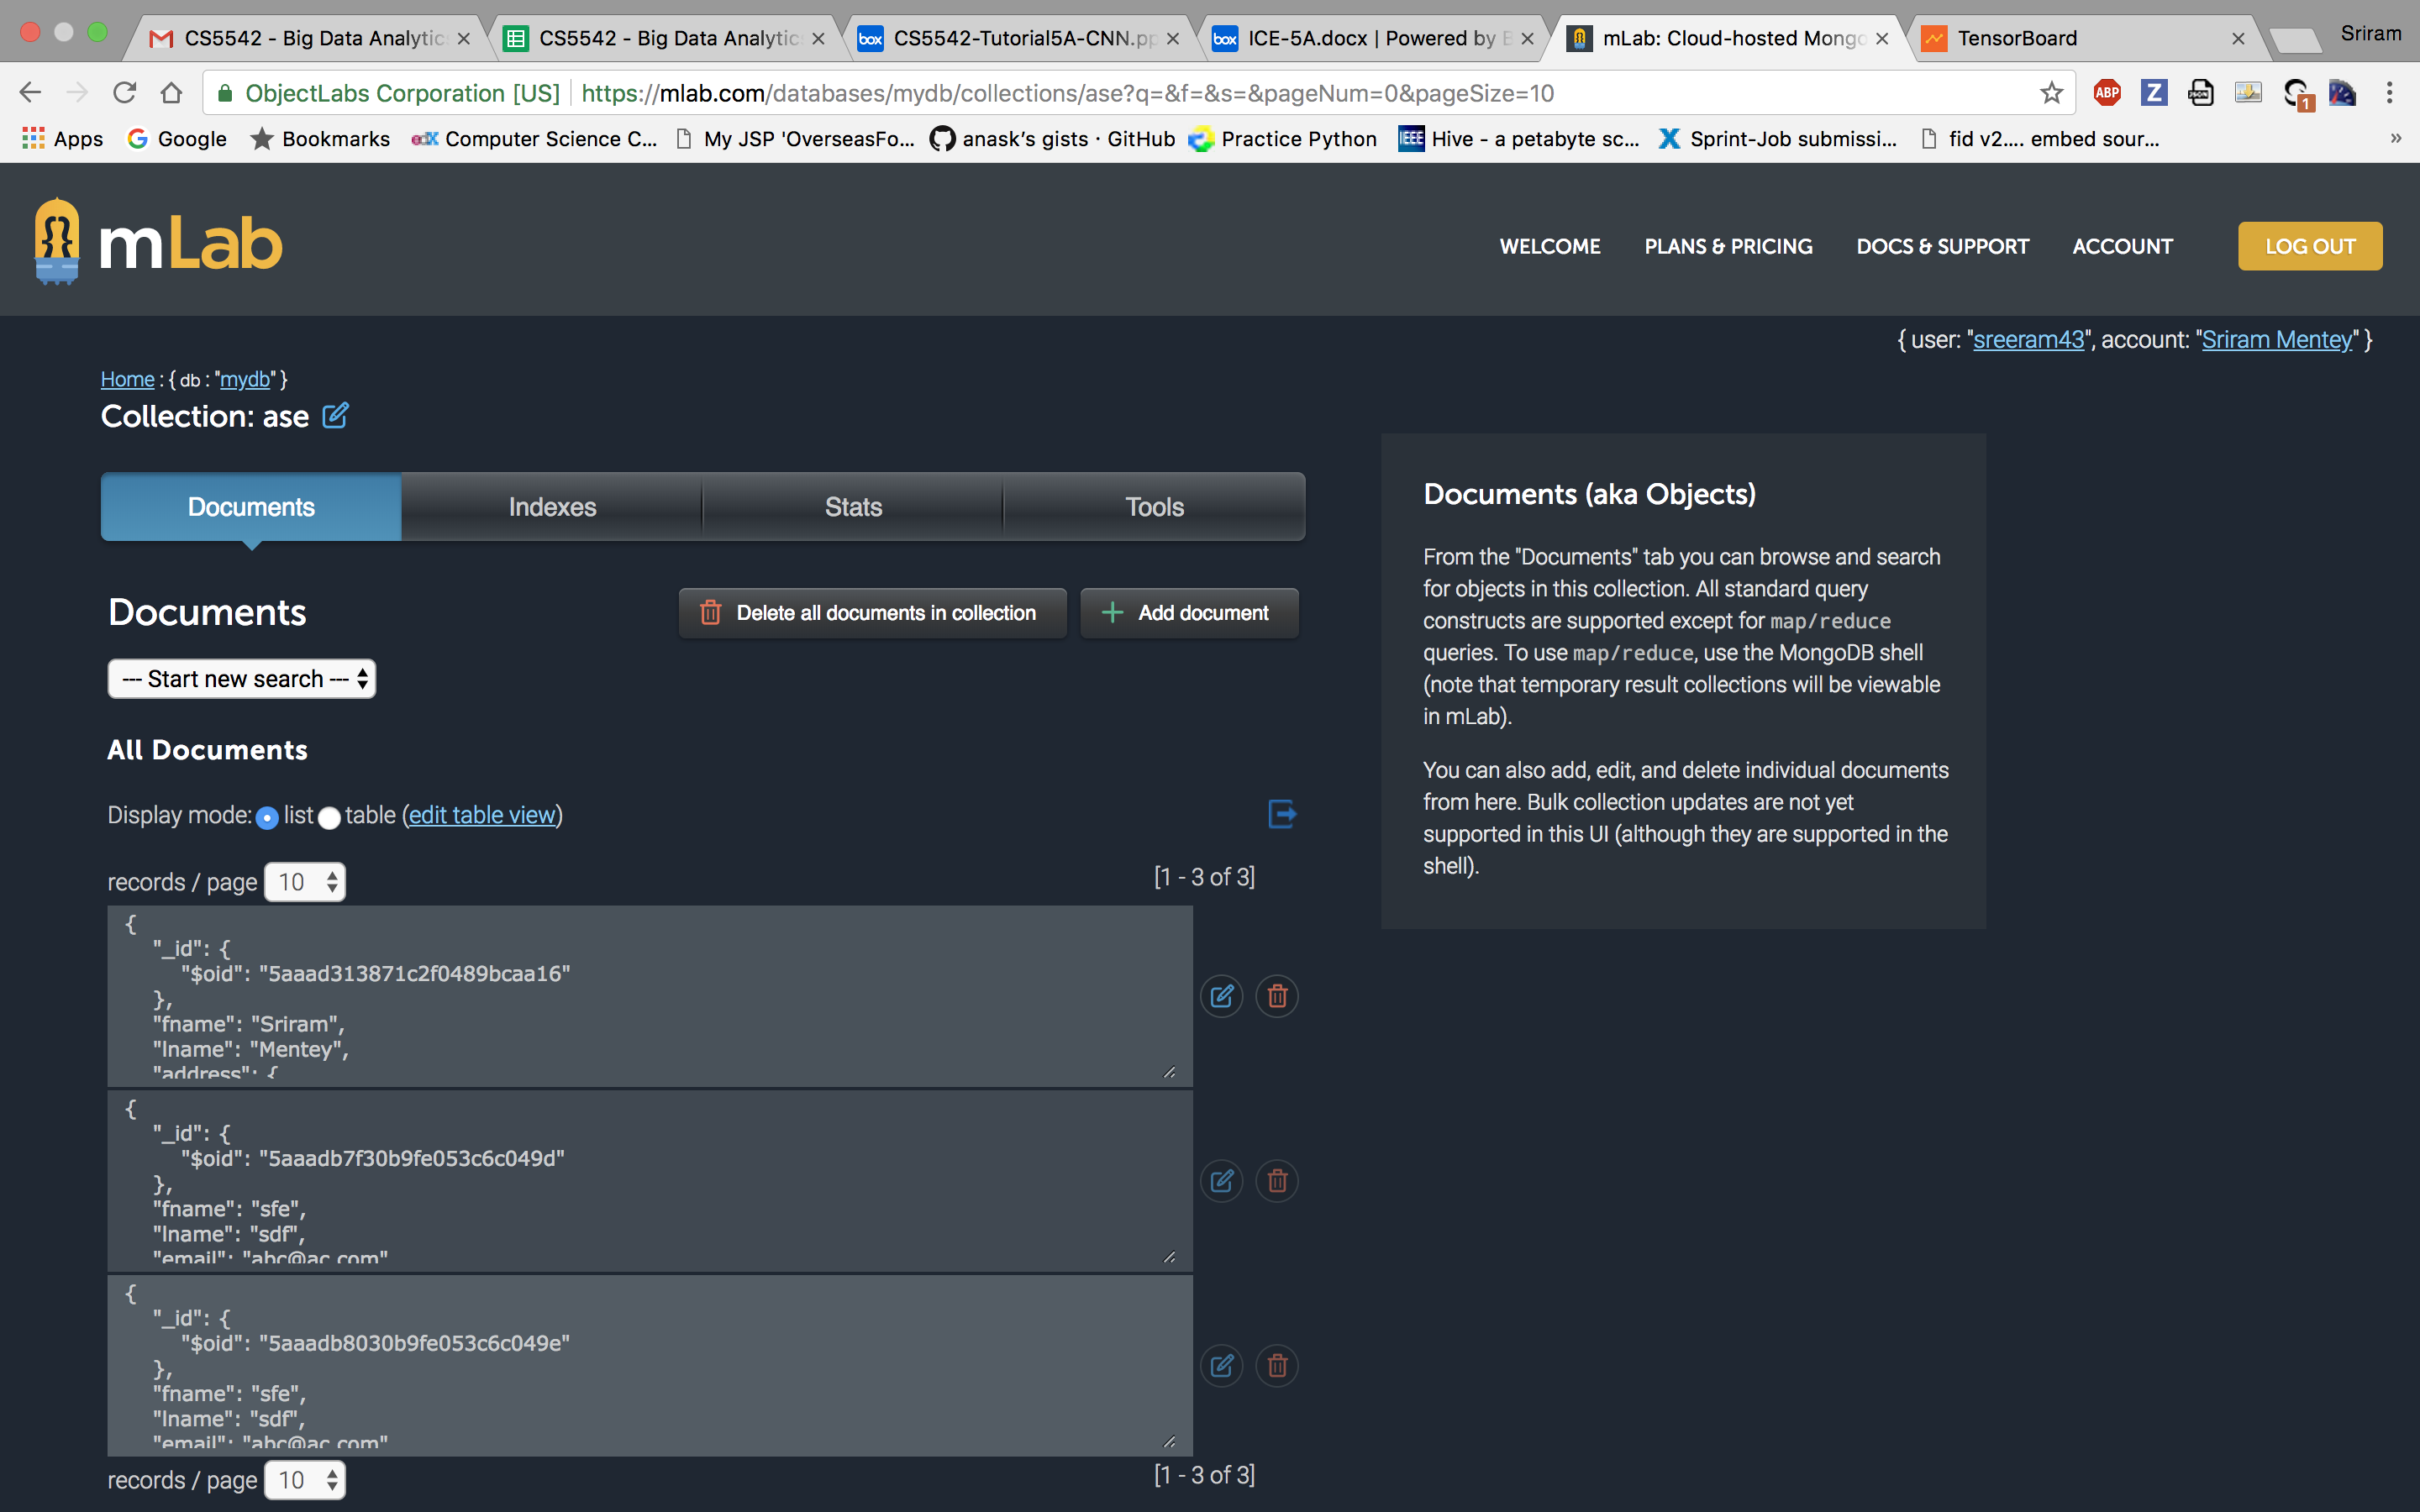 CS5542 - Big Data Analytic
CS5542 - Big Data Analytic
box CS5542-Tutorial5A-CNN.pp
box ICE-5A.docx | Powered by B
mLab: Cloud-hosted Mongo
TensorBoard
Sriram
ObjectLabs Corporation [US] https://mlab.com/databases/mydb/collections/ase?q=&f=&s=&pageNum=0&pageSize=10
ABP Z 1
Apps Google Bookmarks edX Computer Science C... My JSP 'OverseasFo... anask's gists · GitHub Practice Python IEEE Hive - a petabyte sc... X Sprint-Job submissi... fid v2.... embed sour... »
{} mLab
WELCOME PLANS & PRICING DOCS & SUPPORT ACCOUNT LOG OUT
{ user: "sreeram43", account: "Sriram Mentey" }
Home : { db : "mydb" }
Collection: ase
Documents Indexes Stats Tools
Documents
Delete all documents in collection
Add document
--- Start new search ---
All Documents
Display mode: list table (edit table view)
records / page 10
[1 - 3 of 3]
{
"_id": {
"$oid": "5aaad313871c2f0489bcaa16"
},
"fname": "Sriram",
"lname": "Mentey",
"address": {
{
"_id": {
"$oid": "5aaadb7f30b9fe053c6c049d"
},
"fname": "sfe",
"lname": "sdf",
"email": "abc@ac.com"
{
"_id": {
"$oid": "5aaadb8030b9fe053c6c049e"
},
"fname": "sfe",
"lname": "sdf",
"email": "abc@ac.com"
records / page 10
[1 - 3 of 3]
Documents (aka Objects)
From the "Documents" tab you can browse and search
for objects in this collection. All standard query
constructs are supported except for map/reduce
queries. To use map/reduce, use the MongoDB shell
(note that temporary result collections will be viewable
in mLab).
You can also add, edit, and delete individual documents
from here. Bulk collection updates are not yet
supported in this UI (although they are supported in the
shell).